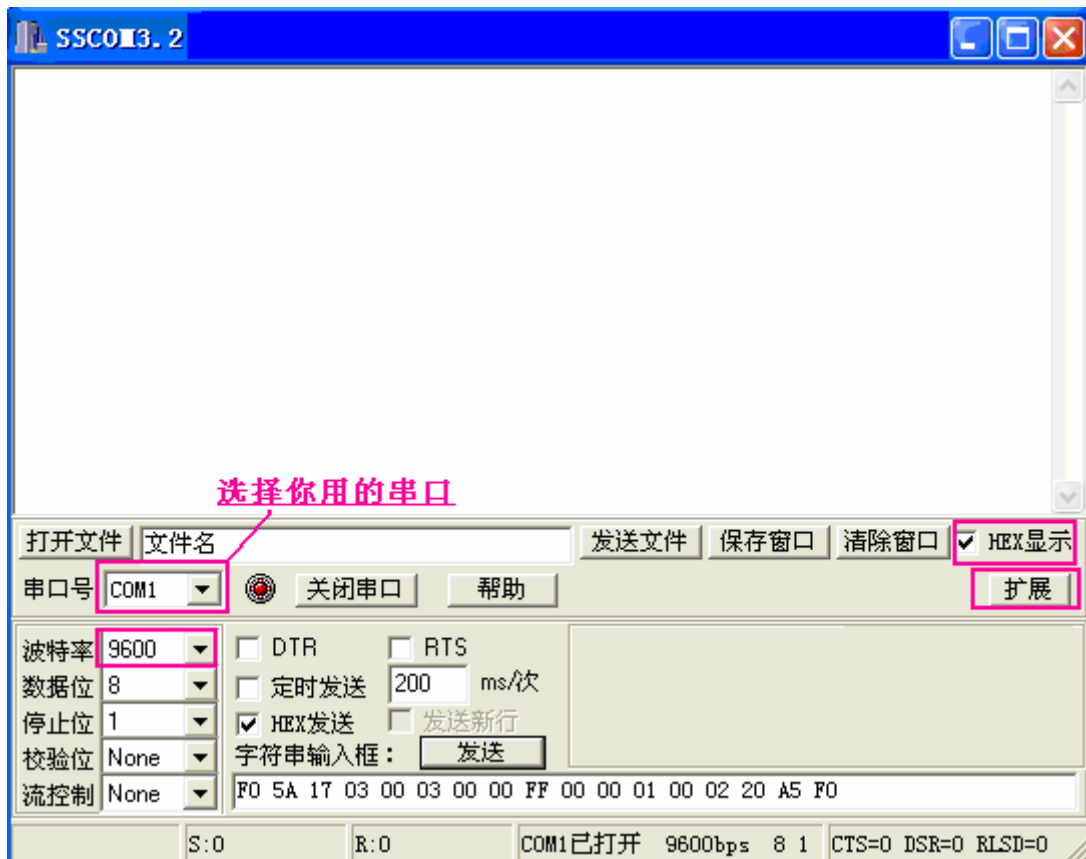 SSCOM3.2
选择你用的串口
打开文件 文件名 发送文件 保存窗口 清除窗口 HEX显示
串口号 COM1 关闭串口 帮助 扩展
波特率 9600 DTR RTS
数据位 8 定时发送 200 ms/次
停止位 1 HEX发送 发送新行
校验位 None 字符串输入框： 发送
流控制 None F0 5A 17 03 00 03 00 00 FF 00 00 01 00 02 20 A5 F0
S:0 R:0 COM1已打开 9600bps 8 1 CTS=0 DSR=0 RLSD=0